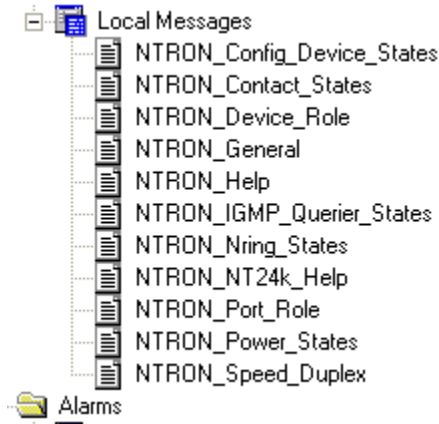 Local Messages
NTRON_Config_Device_States
NTRON_Contact_States
NTRON_Device_Role
NTRON_General
NTRON_Help
NTRON_IGMP_Querier_States
NTRON_Nring_States
NTRON_NT24k_Help
NTRON_Port_Role
NTRON_Power_States
NTRON_Speed_Duplex
Alarms